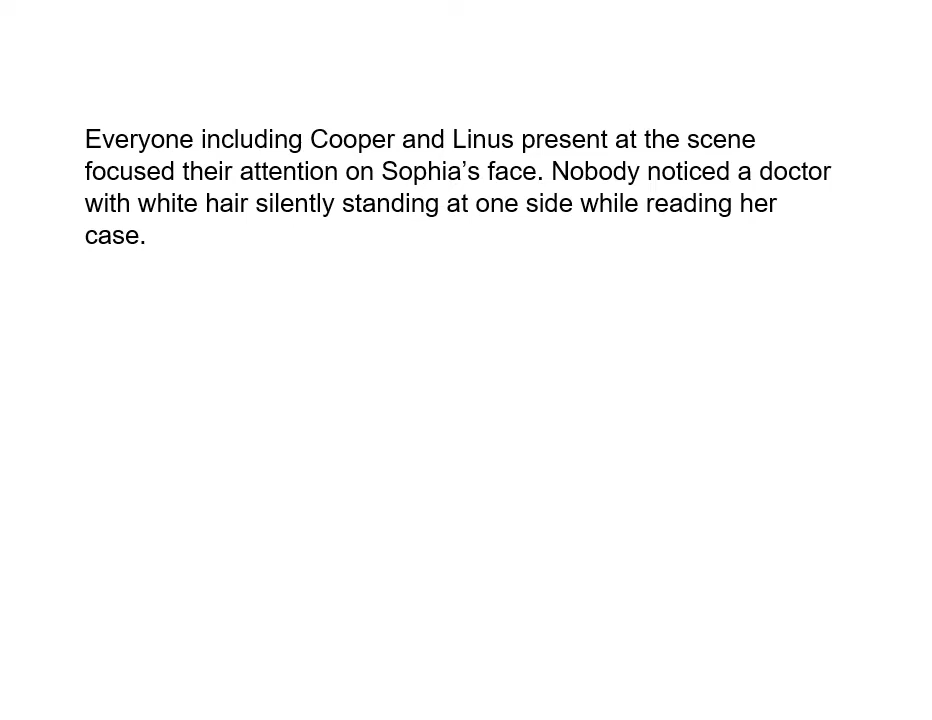 Everyone including Cooper and Linus present at the scene
focused their attention on Sophia’s face. Nobody noticed a doctor
with white hair silently standing at one side while reading her
case.